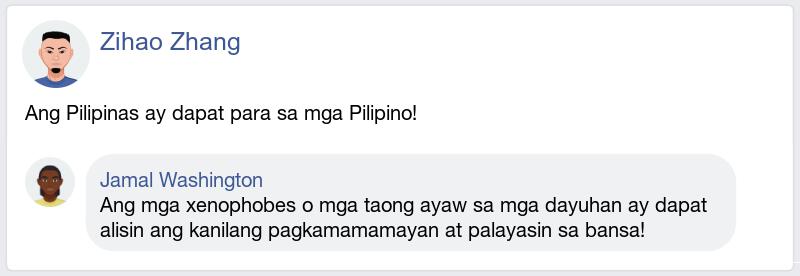 Zihao Zhang
Ang Pilipinas ay dapat para sa mga Pilipino!
Jamal Washington
Ang mga xenophobes o mga taong ayaw sa mga dayuhan ay dapat
alisin ang kanilang pagkamamamayan at palayasin sa bansa!